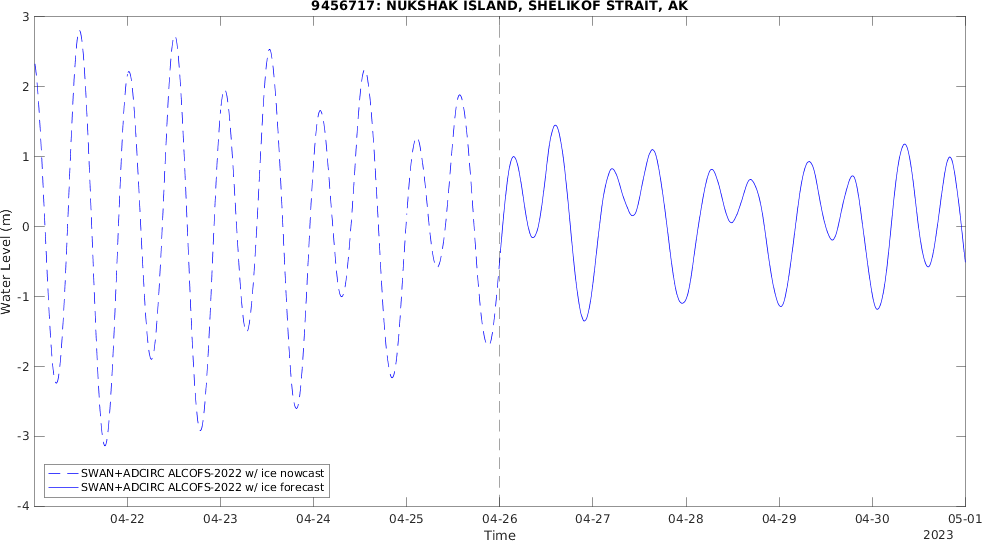 9456717: NUKSHAK ISLAND, SHELIKOF STRAIT, AK
3
2
1
0
-1
-2
-3
-4
Water Level (m)
SWAN+ADCIRC ALCOFS-2022 w/ ice nowcast
SWAN+ADCIRC ALCOFS-2022 w/ ice forecast
04-22 04-23 04-24 04-25 04-26 04-27 04-28 04-29 04-30 05-01
Time
2023